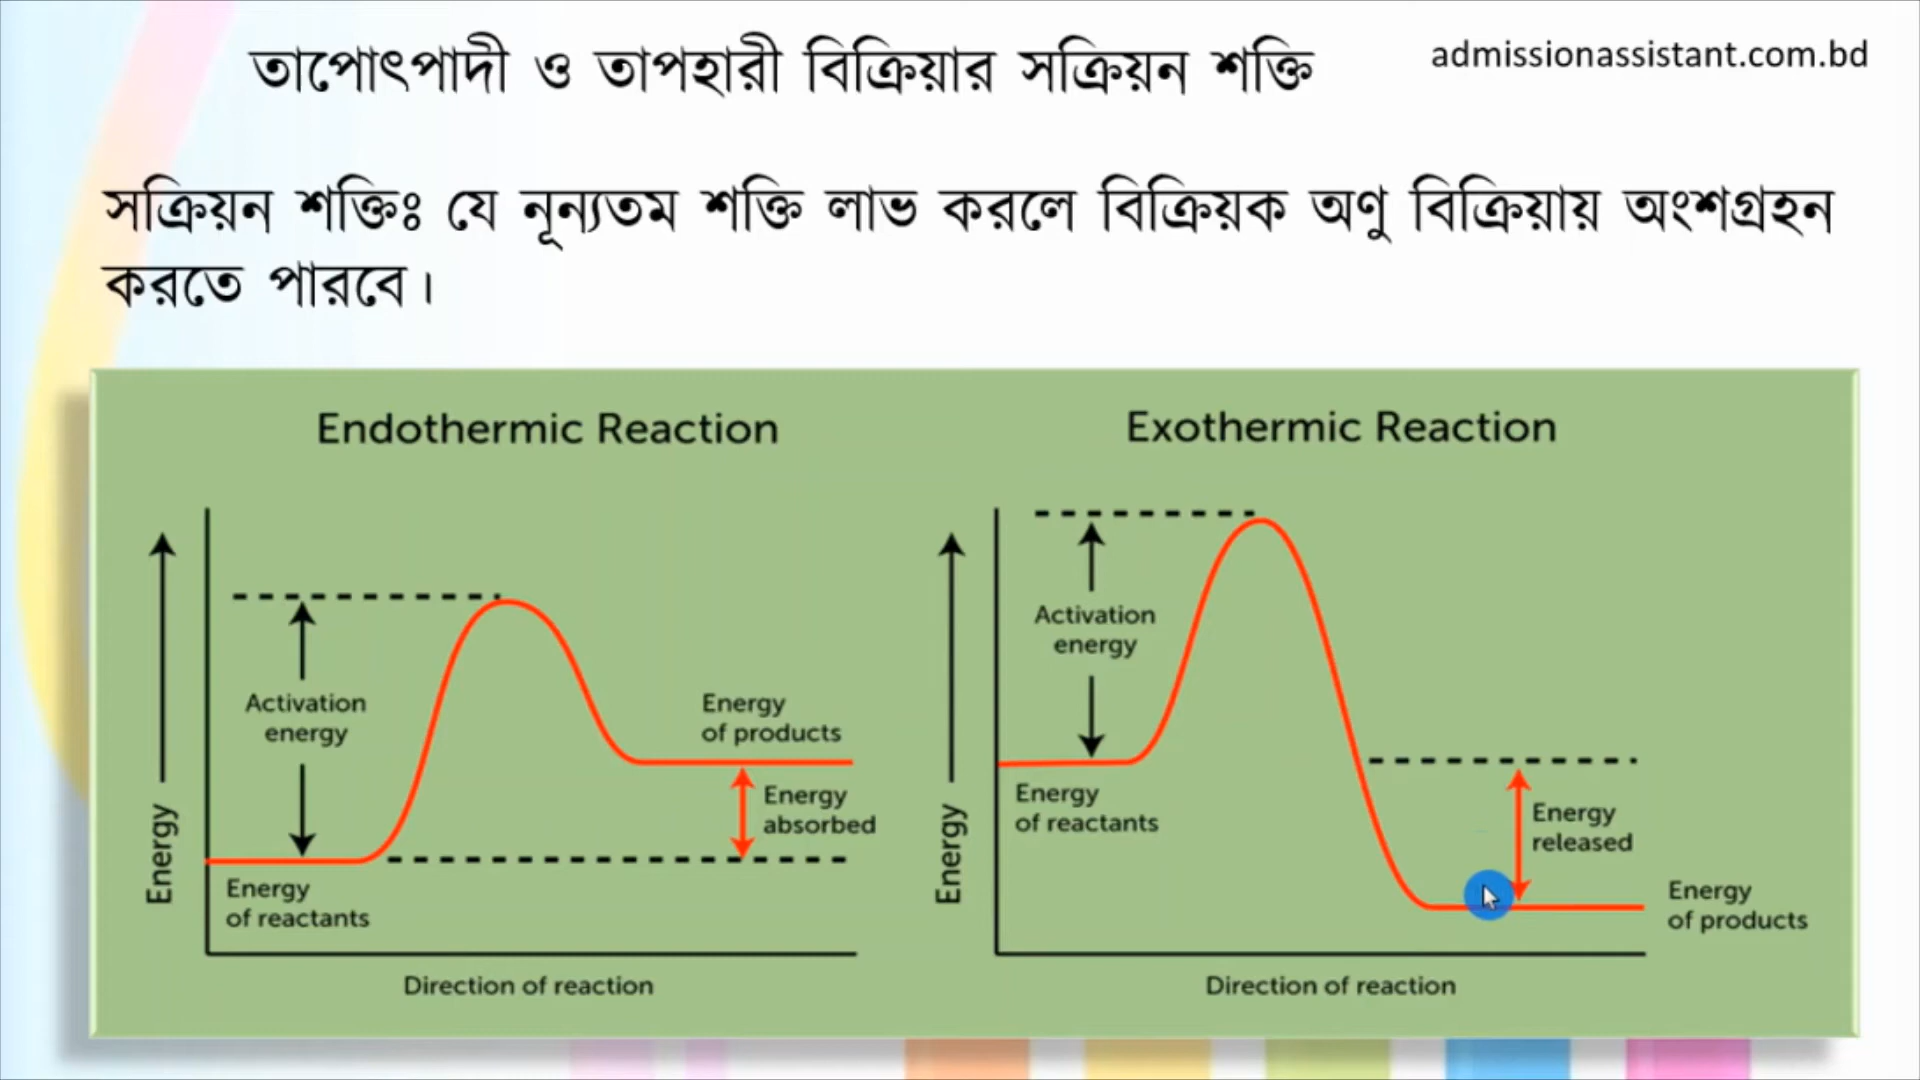 তাপোৎপাদী ও তাপহারী বিক্রিয়ার সক্রিয়ন শক্তি
admissionassistant.com.bd
সক্রিয়ন শক্তিঃ যে নূন্যতম শক্তি লাভ করলে বিক্রিয়ক অণু বিক্রিয়ায় অংশগ্রহন
করতে পারবে।
Endothermic Reaction
Energy
Activation
energy
Energy
of reactants
Energy
of products
Energy
absorbed
Direction of reaction
Exothermic Reaction
Energy
Activation
energy
Energy
of reactants
Energy
released
Energy
of products
Direction of reaction